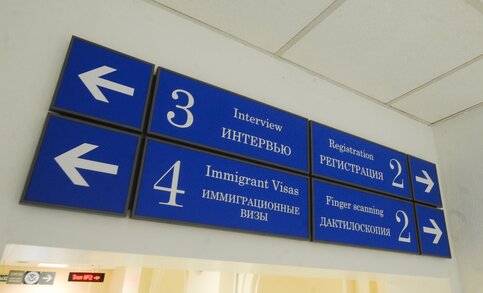 3
Interview
ИНТЕРВЬЮ
Registration
РЕГИСТРАЦИЯ
2
4
Immigrant Visas
ИММИГРАЦИОННЫЕ
ВИЗЫ
Finger scanning
ДАКТИЛОСКОПИЯ
2